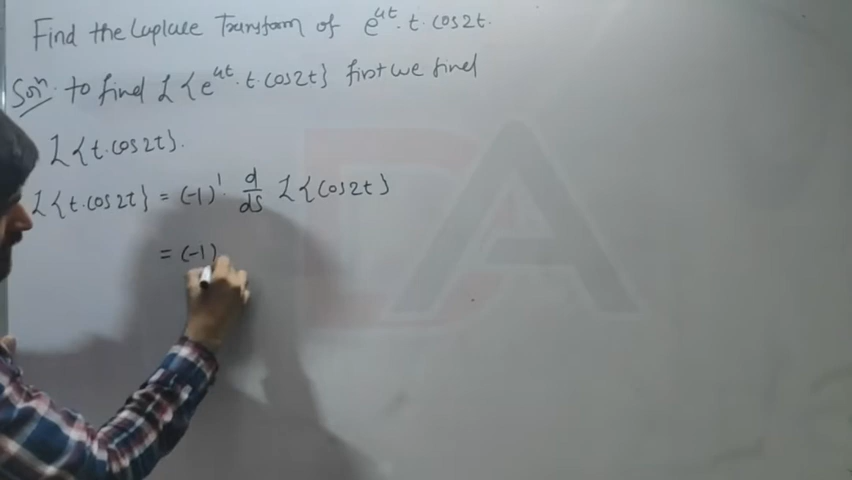 Find the Laplace Transform of e^4t. t. cos2t.
Soln. to find L{e^4t. t. cos2t} first we find
L{t. cos2t}.
L{t. cos2t} = (-1)^1. d/ds L{cos2t}
= (-1)